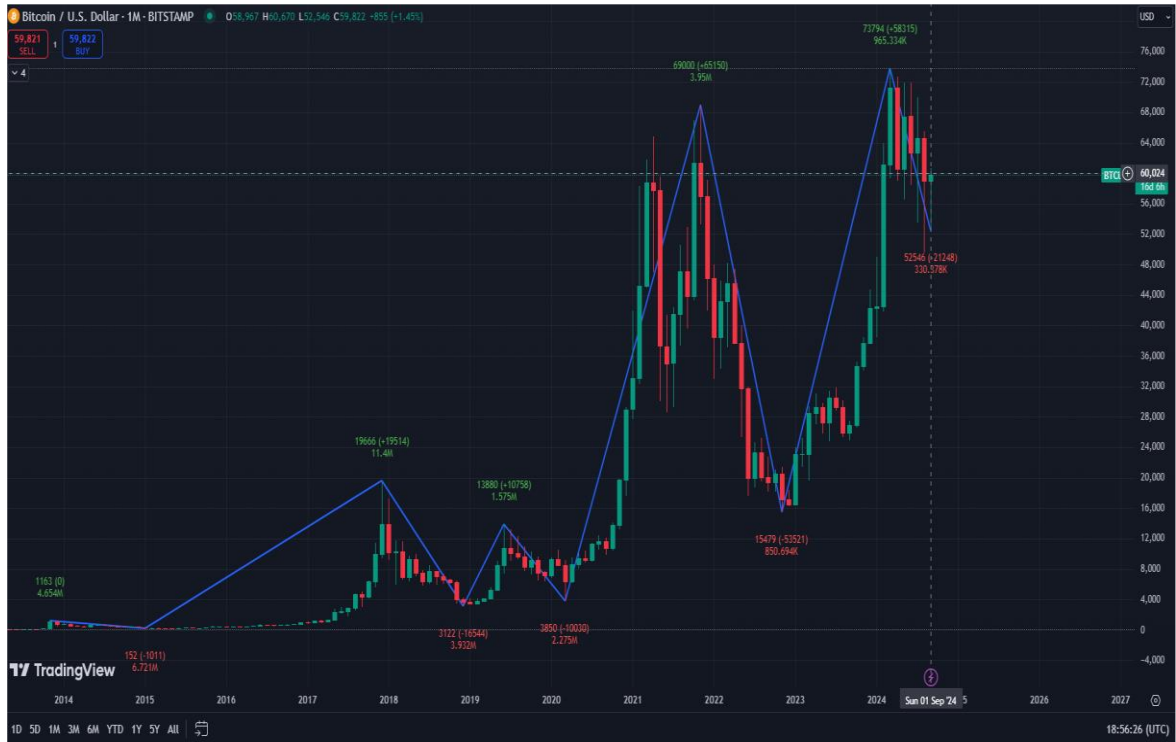 Bitcoin / U.S. Dollar · 1M · BITSTAMP O58,967 H60,670 L52,546 C59,822 +855 (+1.45%)
USD
59,821
SELL
1
59,822
BUY
4
73794 (+58315)
965.334K
69000 (+65150)
3.95M
76,000
72,000
68,000
64,000
BTCU
60,024
16d 6h
56,000
52,000
52546 (+21248)
330.378K
48,000
44,000
40,000
36,000
32,000
28,000
24,000
19666 (+19514)
11.4M
20,000
13880 (+10758)
1.575M
16,000
15479 (-53521)
850.694K
12,000
8,000
1163 (0)
4.654M
4,000
0
3122 (-16544)
3.932M
3850 (-10030)
2.275M
152 (-1011)
6.721M
-4,000
TradingView
2014 2015 2016 2017 2018 2019 2020 2021 2022 2023 2024 Sun 01 Sep '24 5 2026 2027
1D 5D 1M 3M 6M YTD 1Y 5Y All
18:56:26 (UTC)